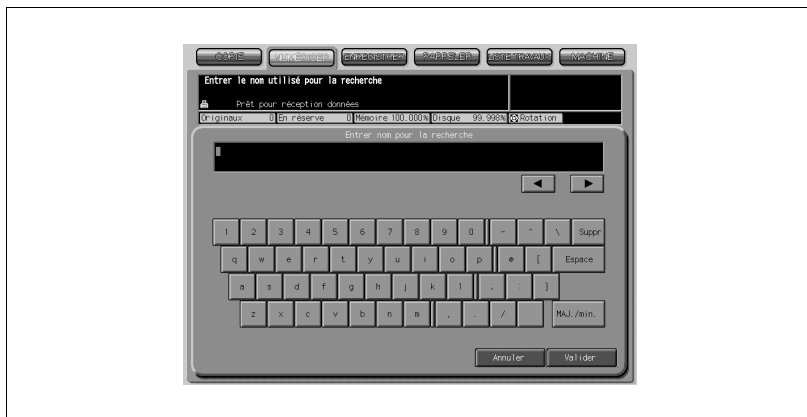 COPIE NUMÉRISER ENREGISTRER RAPPELER LISTE TRAVAUX MACHINE
Entrer le nom utilisé pour la recherche
Prêt pour réception données
Originaux 0 En réserve 0 Mémoire 100.000% Disque 99.998% Rotation
Entrer nom pour la recherche
1 2 3 4 5 6 7 8 9 0 - ^ \ Suppr
q w e r t y u i o p @ [ Espace
a s d f g h j k l ; : ]
z x c v b n m , . / MAJ./min.
Annuler Valider